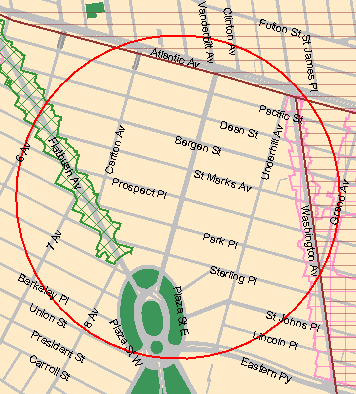 Vanderbilt Av
Clinton Av
Fulton St
St James Pl
Atlantic Av
Pacific St
Dean St
Carlton Av
Bergen St
Underhill Av
6 Av
Flatbush Av
St Marks Av
Prospect Pl
Grand Av
Washington Av
7 Av
Park Pl
Sterling Pl
Berkeley Pl
Plaza St E
Union St
8 Av
Plaza St W
St Johns Pl
President St
Lincoln Pl
Carroll St
Eastern Py